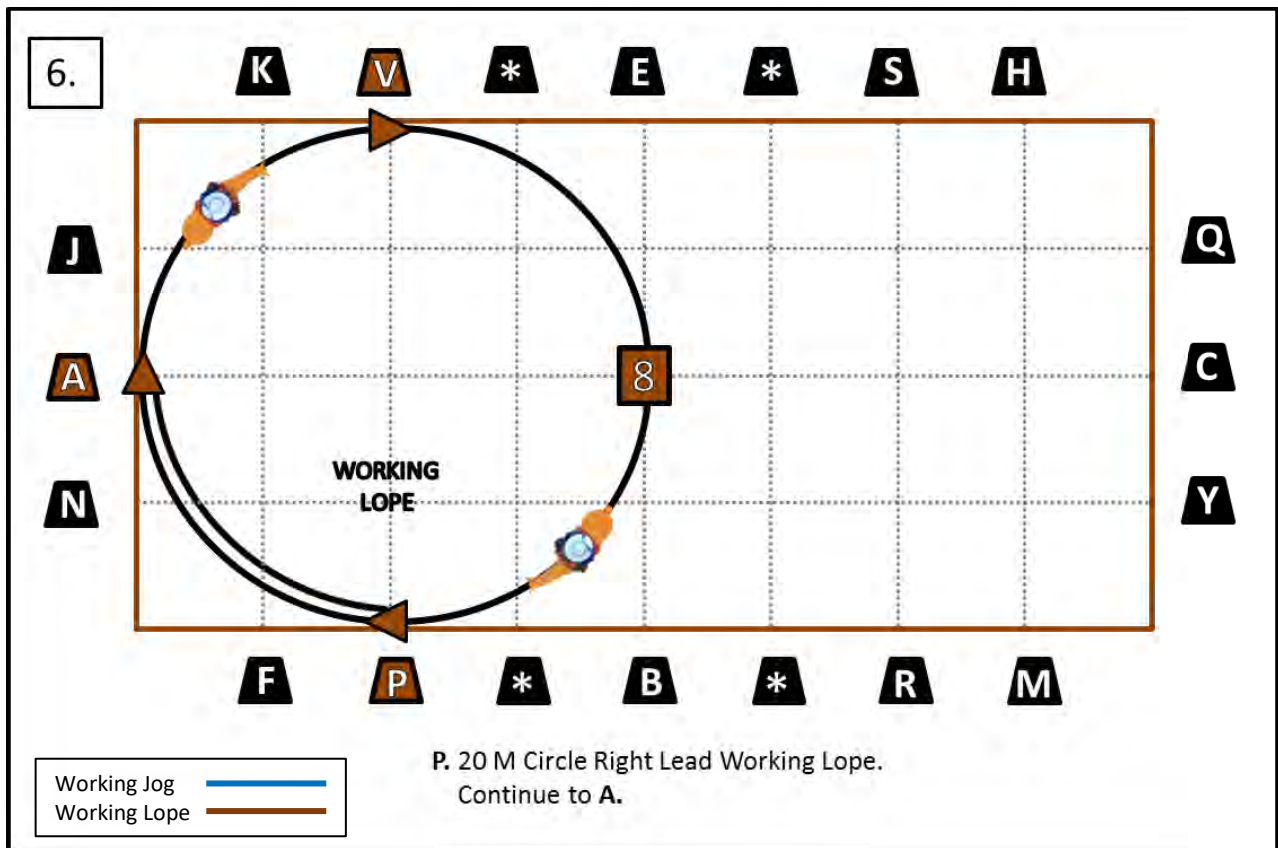 6.
K V * E * S H
J Q
A 8 C
WORKING
LOPE
N Y
F P * B * R M
P. 20 M Circle Right Lead Working Lope.
Continue to A.
Working Jog
Working Lope